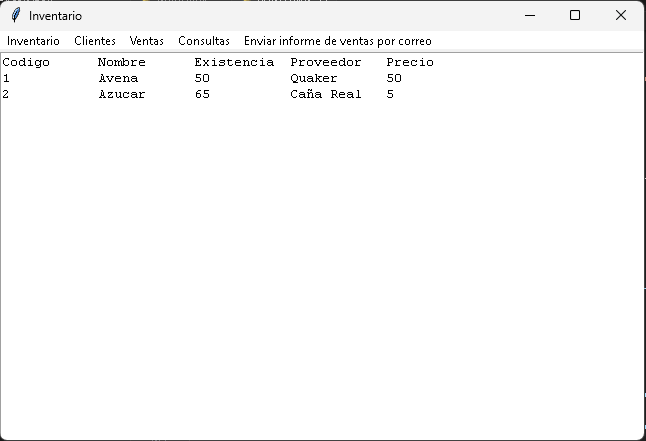 Inventario
Inventario Clientes Ventas Consultas Enviar informe de ventas por correo
Codigo Nombre Existencia Proveedor Precio
1 Avena 50 Quaker 50
2 Azucar 65 Caña Real 5